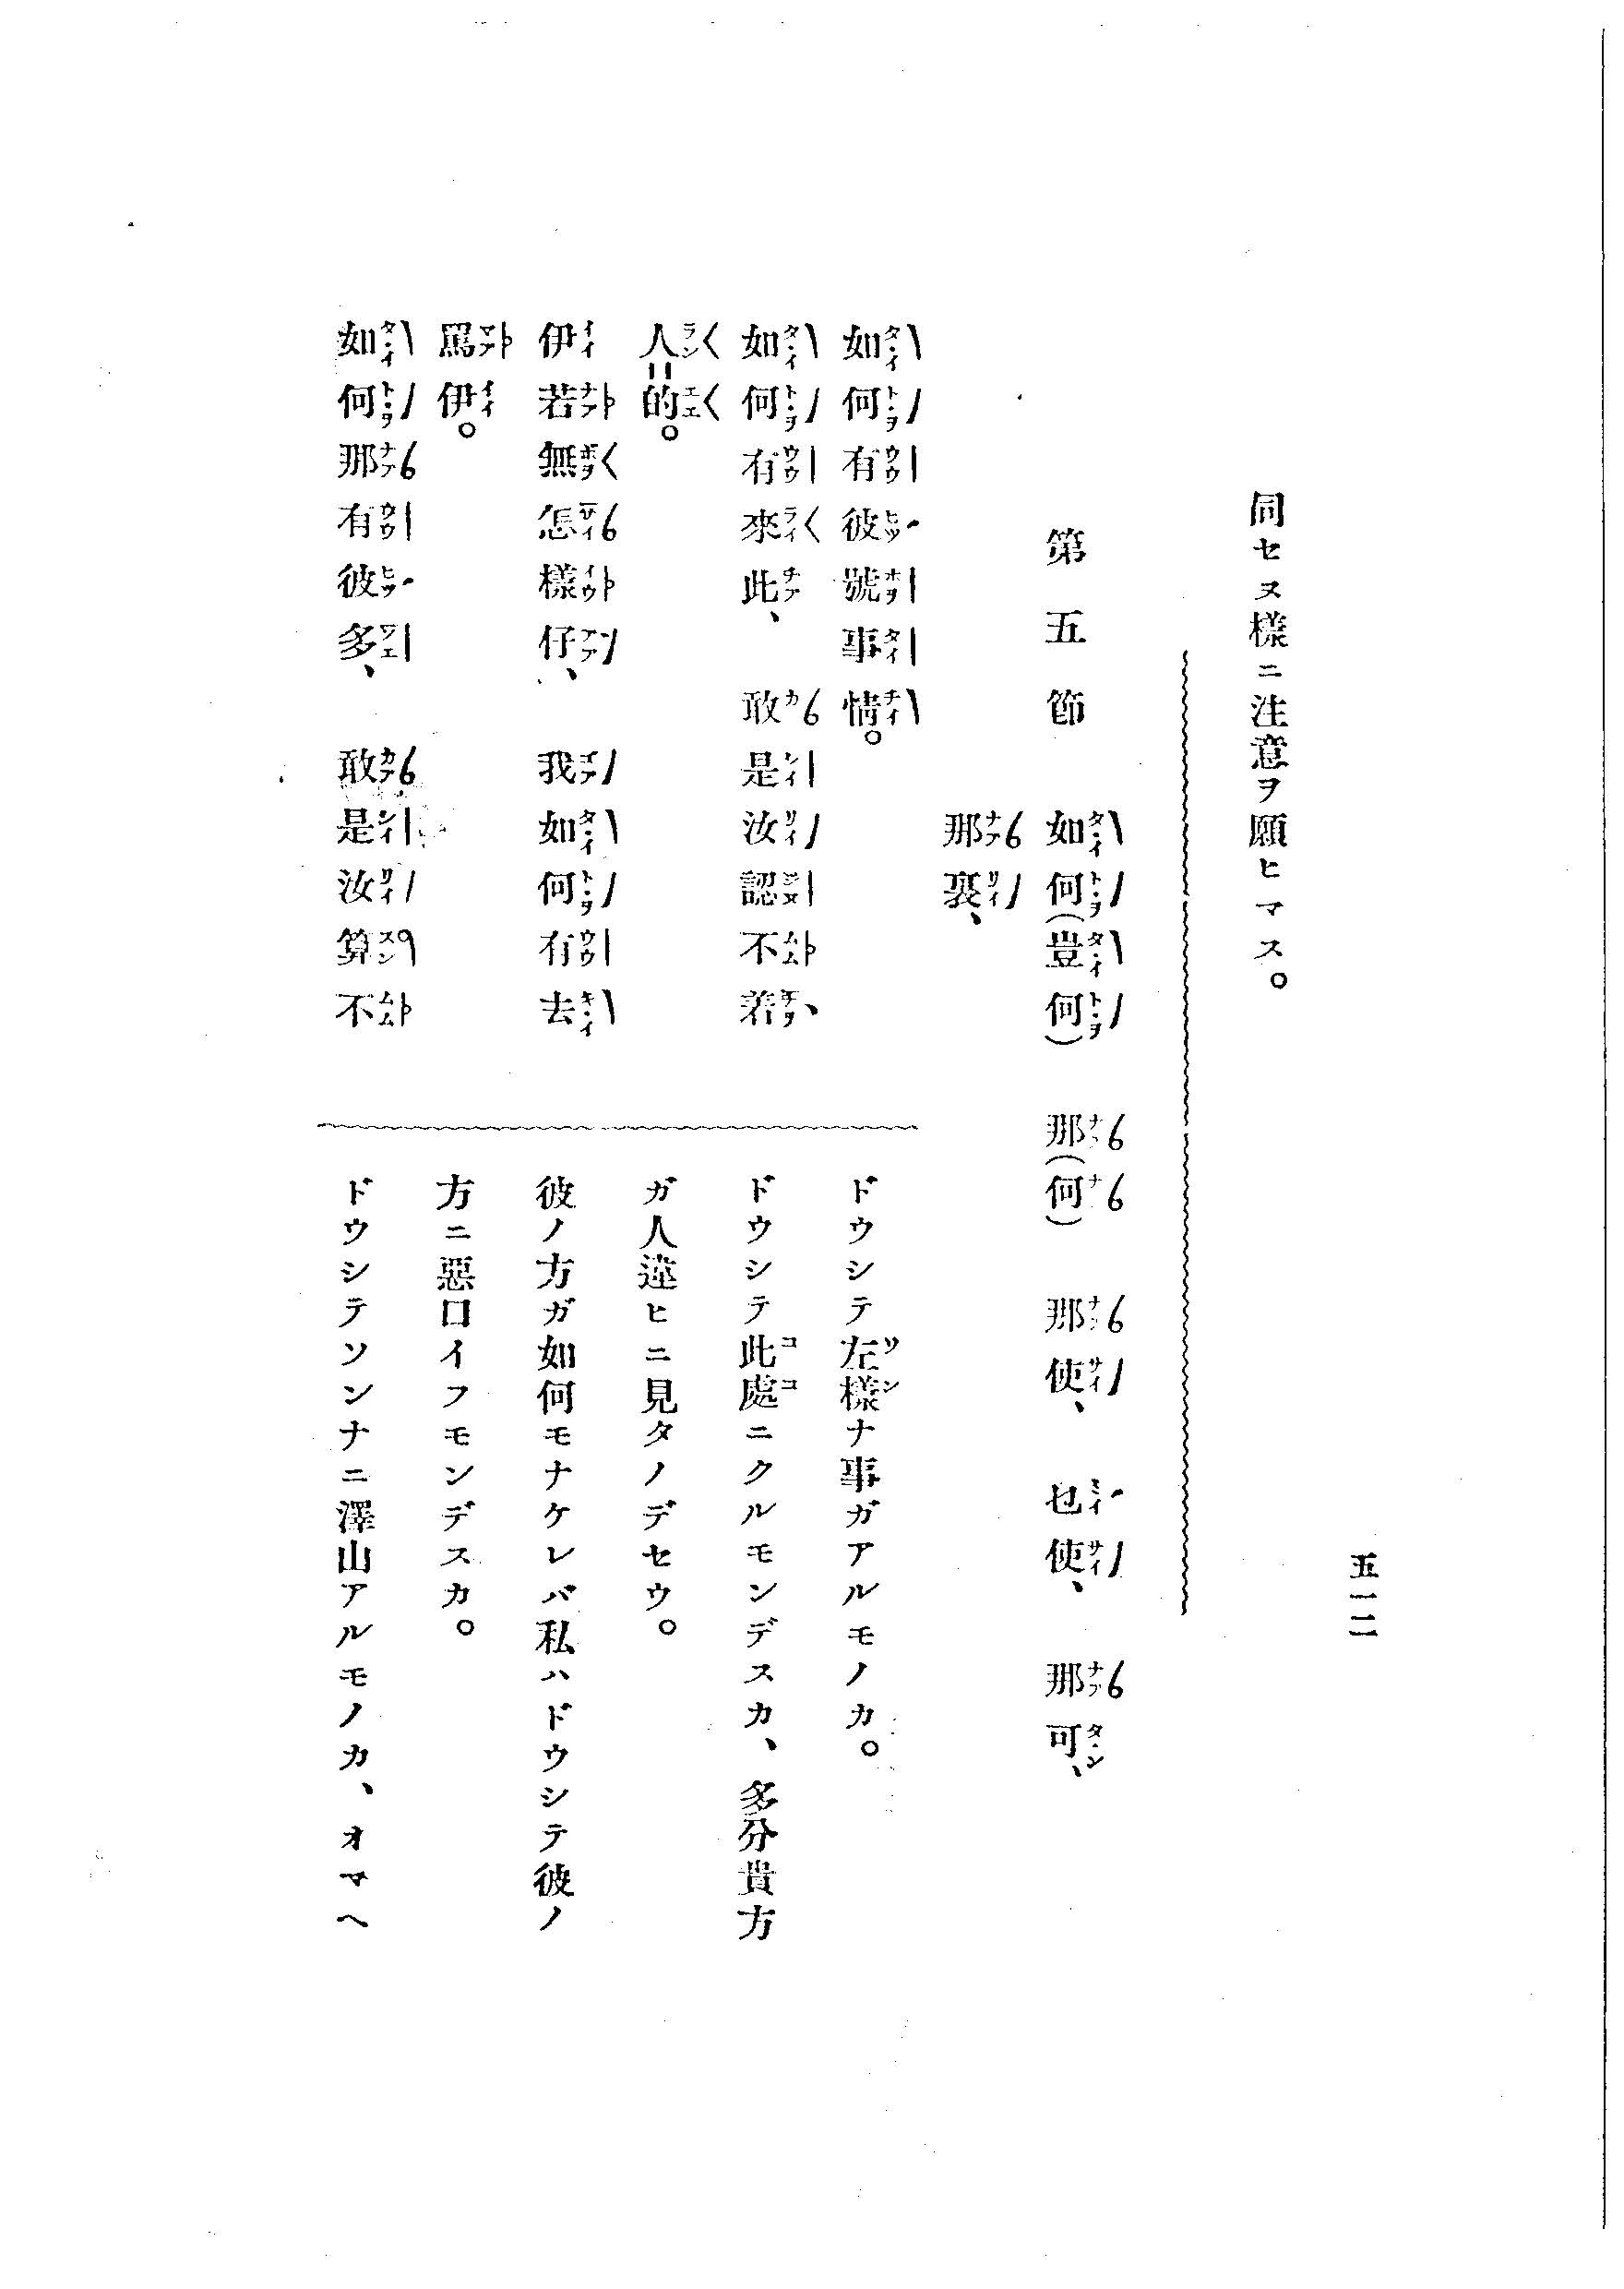 五一二
同セヌ樣ニ注意ヲ願ヒマス。
第五節 如何(豈何) 那(何) 那使、 乜使、 那可、
那裏、
如何有彼號事情。
ドウシテ左樣ナ事ガアルモノカ。
如何有來此、敢是汝認不着
人=的。
ドウシテ此處ニクルモンデスカ、多分貴方
ガ人違ヒニ見タノデセウ。
伊若無怎樣仔、我如何有去
罵伊。
彼ノ方ガ如何モナケレバ私ハドウシテ彼ノ
方ニ惡口イフモンデスカ。
如何那有彼多、敢是汝算不
ドウシテソンナニ澤山アルモノカ、オマヘ